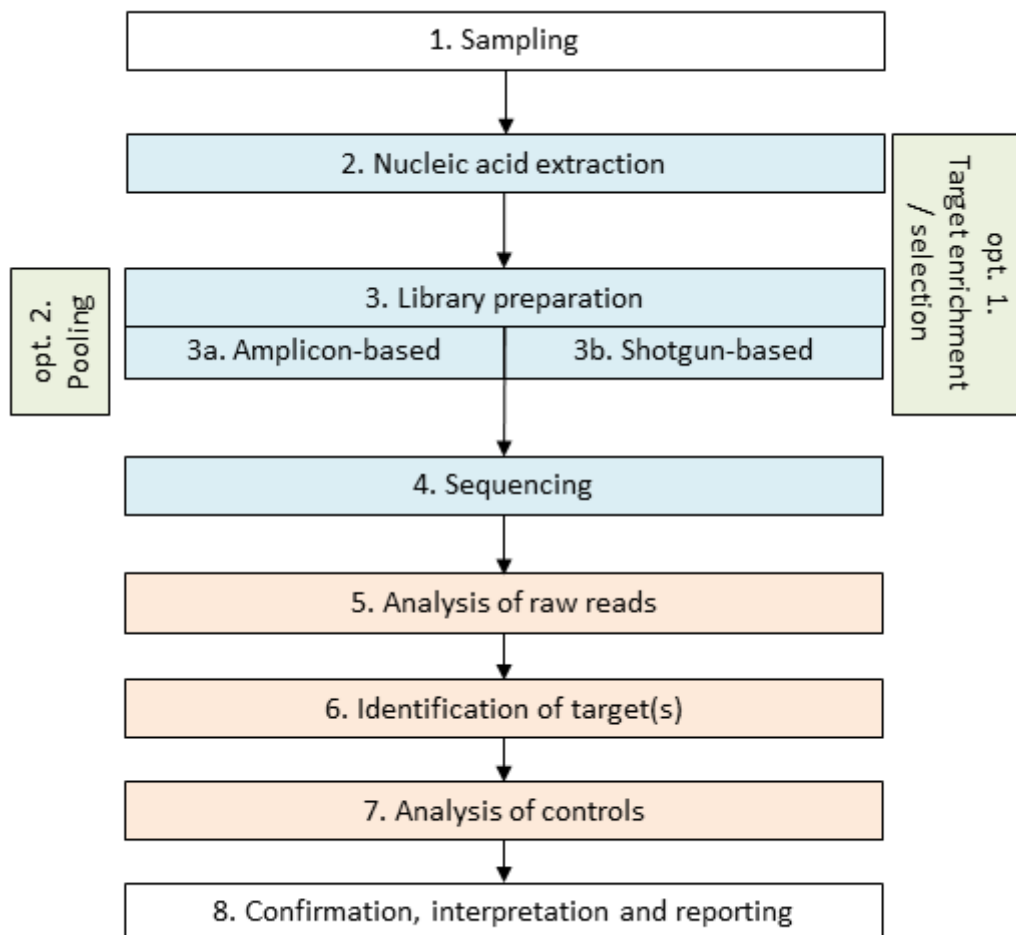 1. Sampling
2. Nucleic acid extraction
opt. 1.
Target enrichment
/ selection
3. Library preparation
3a. Amplicon-based
3b. Shotgun-based
opt. 2.
Pooling
4. Sequencing
5. Analysis of raw reads
6. Identification of target(s)
7. Analysis of controls
8. Confirmation, interpretation and reporting